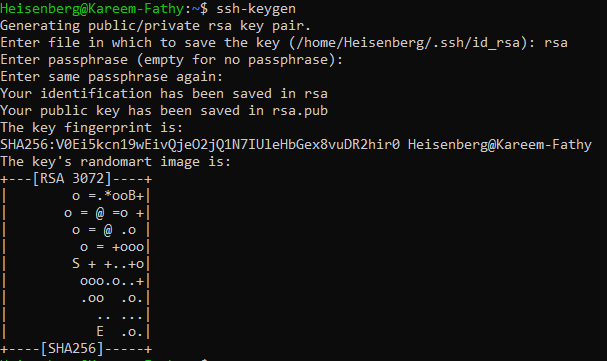 Heisenberg@Kareem-Fathy:~$ ssh-keygen
Generating public/private rsa key pair.
Enter file in which to save the key (/home/Heisenberg/.ssh/id_rsa): rsa
Enter passphrase (empty for no passphrase):
Enter same passphrase again:
Your identification has been saved in rsa
Your public key has been saved in rsa.pub
The key fingerprint is:
SHA256:V0Ei5kcn19wEivQjeO2jQ1N7IUleHbGex8vuDR2hir0 Heisenberg@Kareem-Fathy
The key's randomart image is:
+---[RSA 3072]----+
|        o =.*ooB+|
|       o = @ =o +|
|        o = @ .o |
|         o = +ooo|
|        S + +..+o|
|         ooo.o..+|
|         .oo  .o.|
|           .. ...|
|           E  .o.|
+----[SHA256]-----+